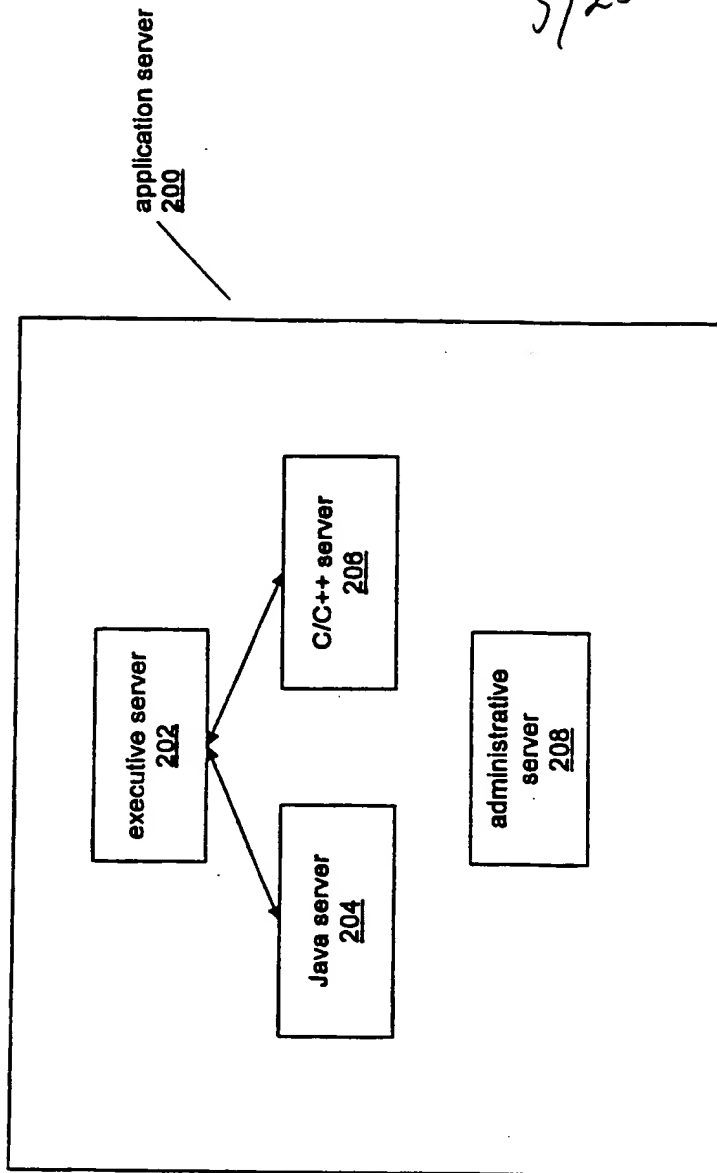 application server
200
executive server
202
Java server
204
C/C++ server
206
administrative
server
208